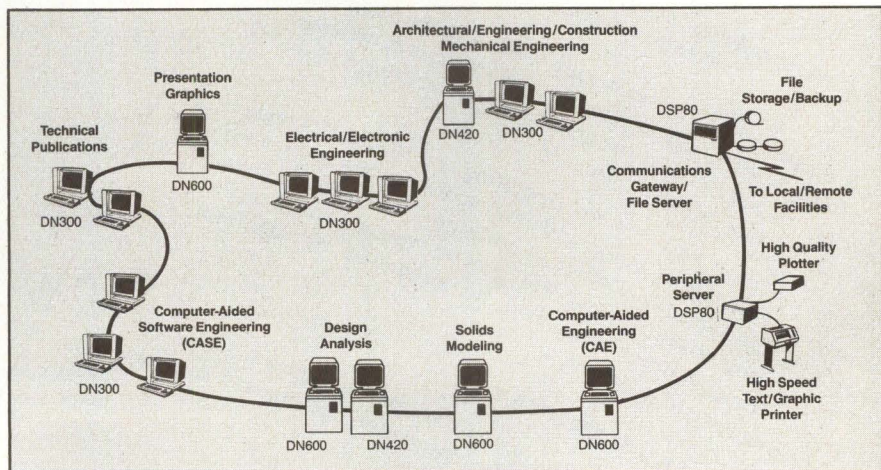 Architectural/Engineering/Construction
Mechanical Engineering
Presentation
Graphics
File
Storage/Backup
DSP80
Technical
Publications
Electrical/Electronic
Engineering
DN420
DN300
DN600
Communications
Gateway/
File Server
To Local/Remote
Facilities
DN300
DN300
High Quality
Plotter
Peripheral
Server
DSP80
Computer-Aided
Software Engineering
(CASE)
Design
Analysis
Solids
Modeling
Computer-Aided
Engineering
(CAE)
DN300
High Speed
Text/Graphic
Printer
DN600
DN420
DN600
DN600